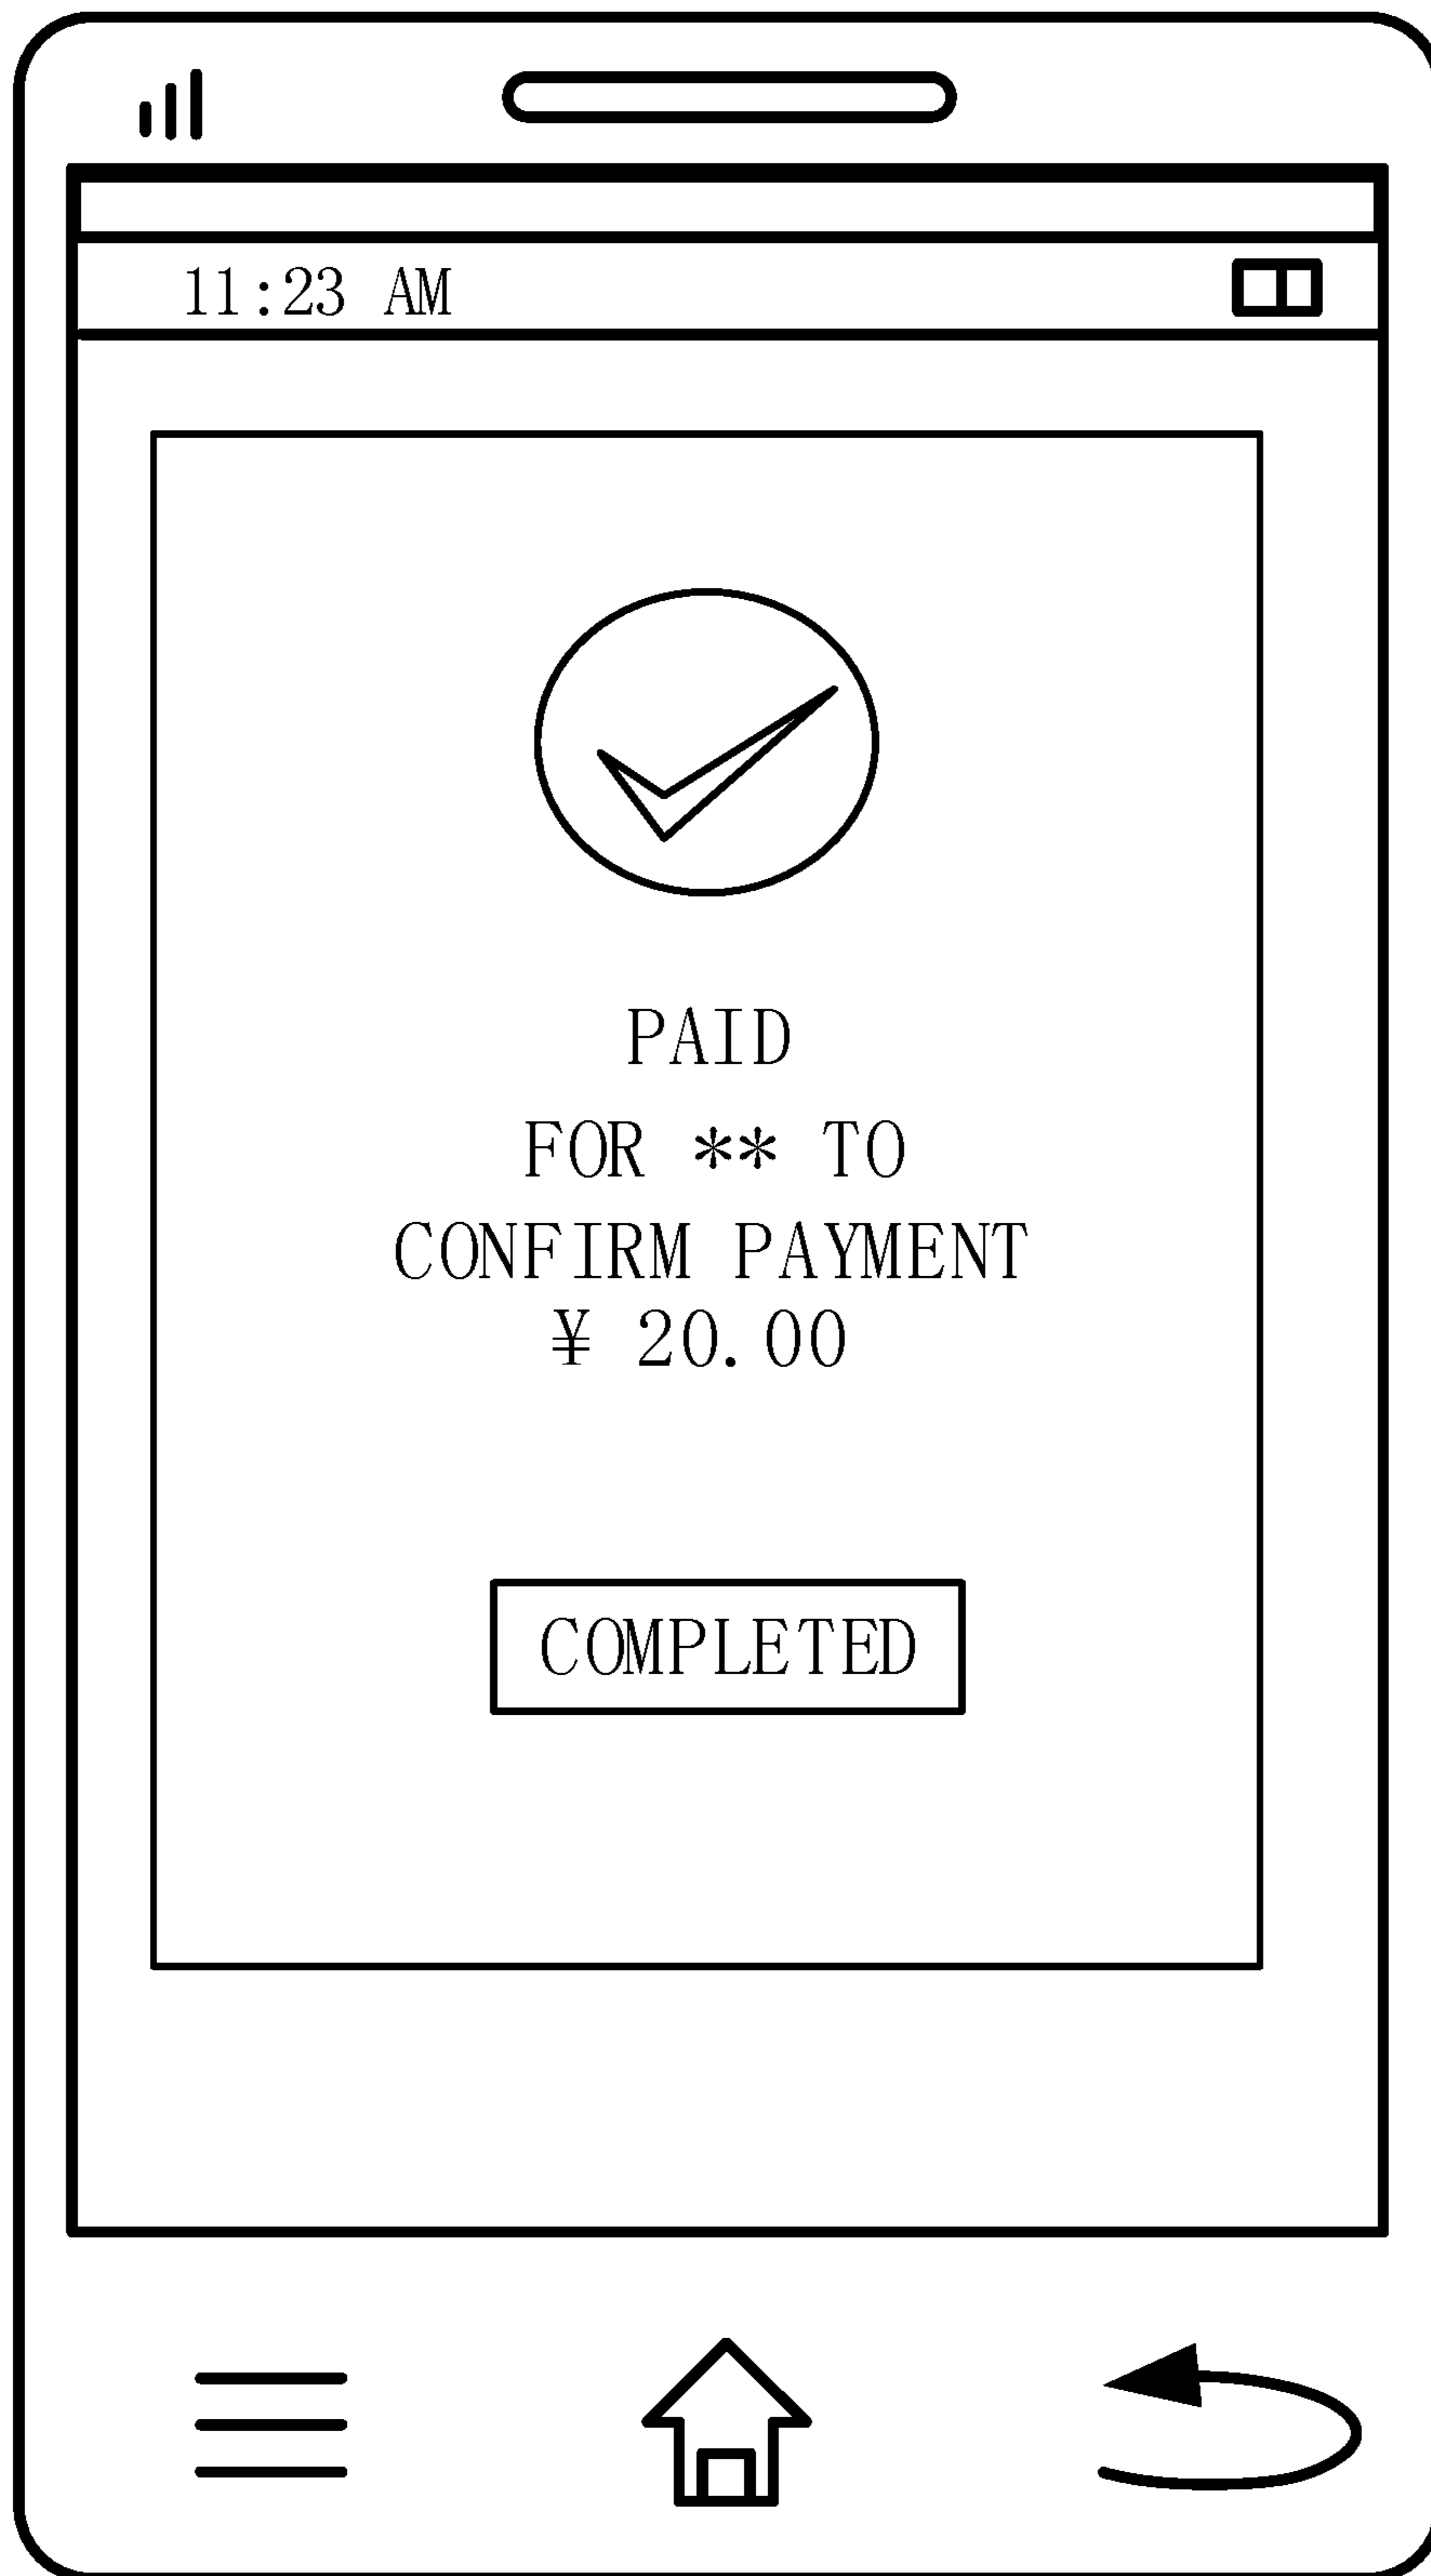 11:23 AM
PAID
FOR ** TO
CONFIRM PAYMENT
¥ 20.00
COMPLETED